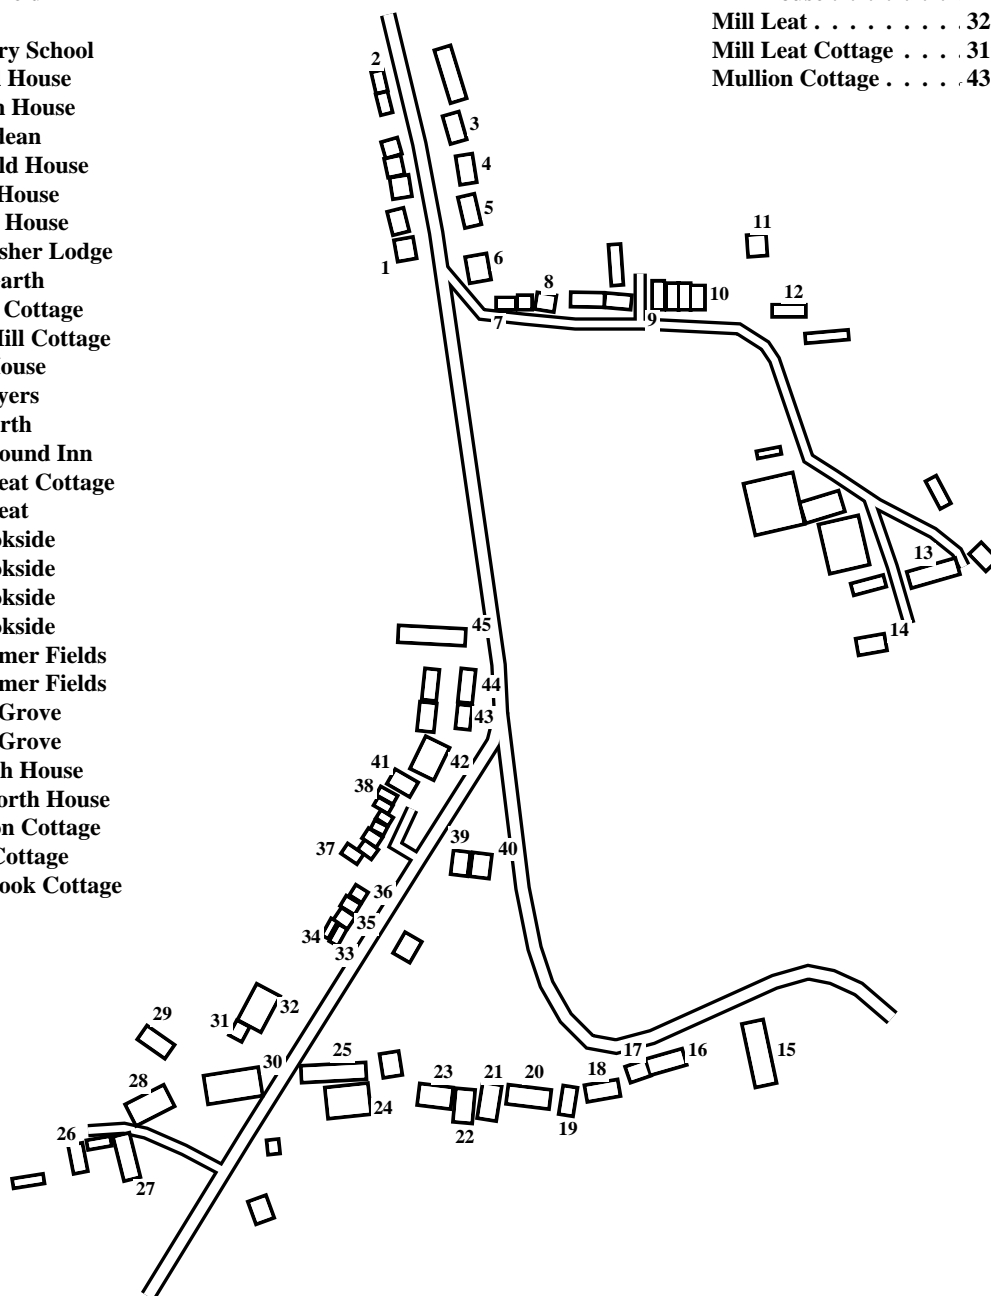 ry School
House
House
dean
ld House
House
House
sher Lodge
arth
Cottage
ill Cottage
ouse
yers
rth
ound Inn
eat Cottage
eat
kside
kside
kside
kside
mer Fields
mer Fields
Grove
Grove
h House
orth House
on Cottage
Cottage
ook Cottage
Mill Leat . . . . . . . . . 32
Mill Leat Cottage . . . . 31
Mullion Cottage . . . . . 43
2
3
4
5
1
6
11
8
10
12
7
9
13
14
45
44
43
41
42
38
37
39
40
36
35
34
33
29
31
32
30
25
28
24
23
21
20
18
17
16
15
22
19
26
27